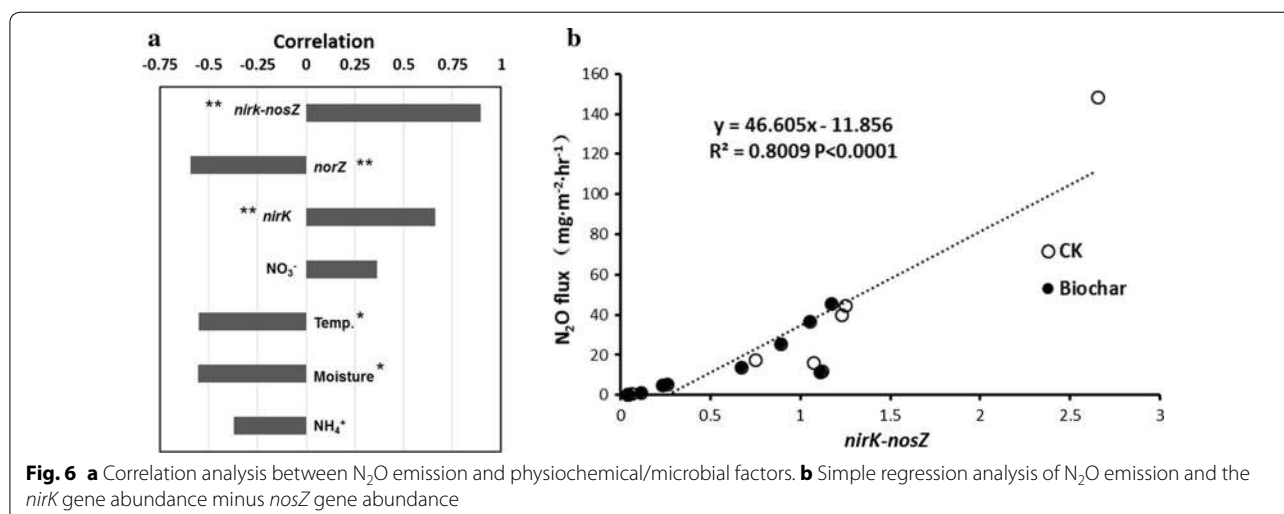 a
Correlation
-0.75 -0.5 -0.25 0 0.25 0.5 0.75 1
** nirk-nosZ
norZ **
** nirK
NO₃⁻
Temp.*
Moisture*
NH₄⁺
b
160
140
120
100
80
60
40
20
0
N₂O flux (mg·m⁻²·hr⁻¹)
y = 46.605x - 11.856
R² = 0.8009 P<0.0001
CK
Biochar
0 0.5 1 1.5 2 2.5 3
nirK-nosZ
Fig. 6 a Correlation analysis between N₂O emission and physiochemical/microbial factors. b Simple regression analysis of N₂O emission and the
nirK gene abundance minus nosZ gene abundance